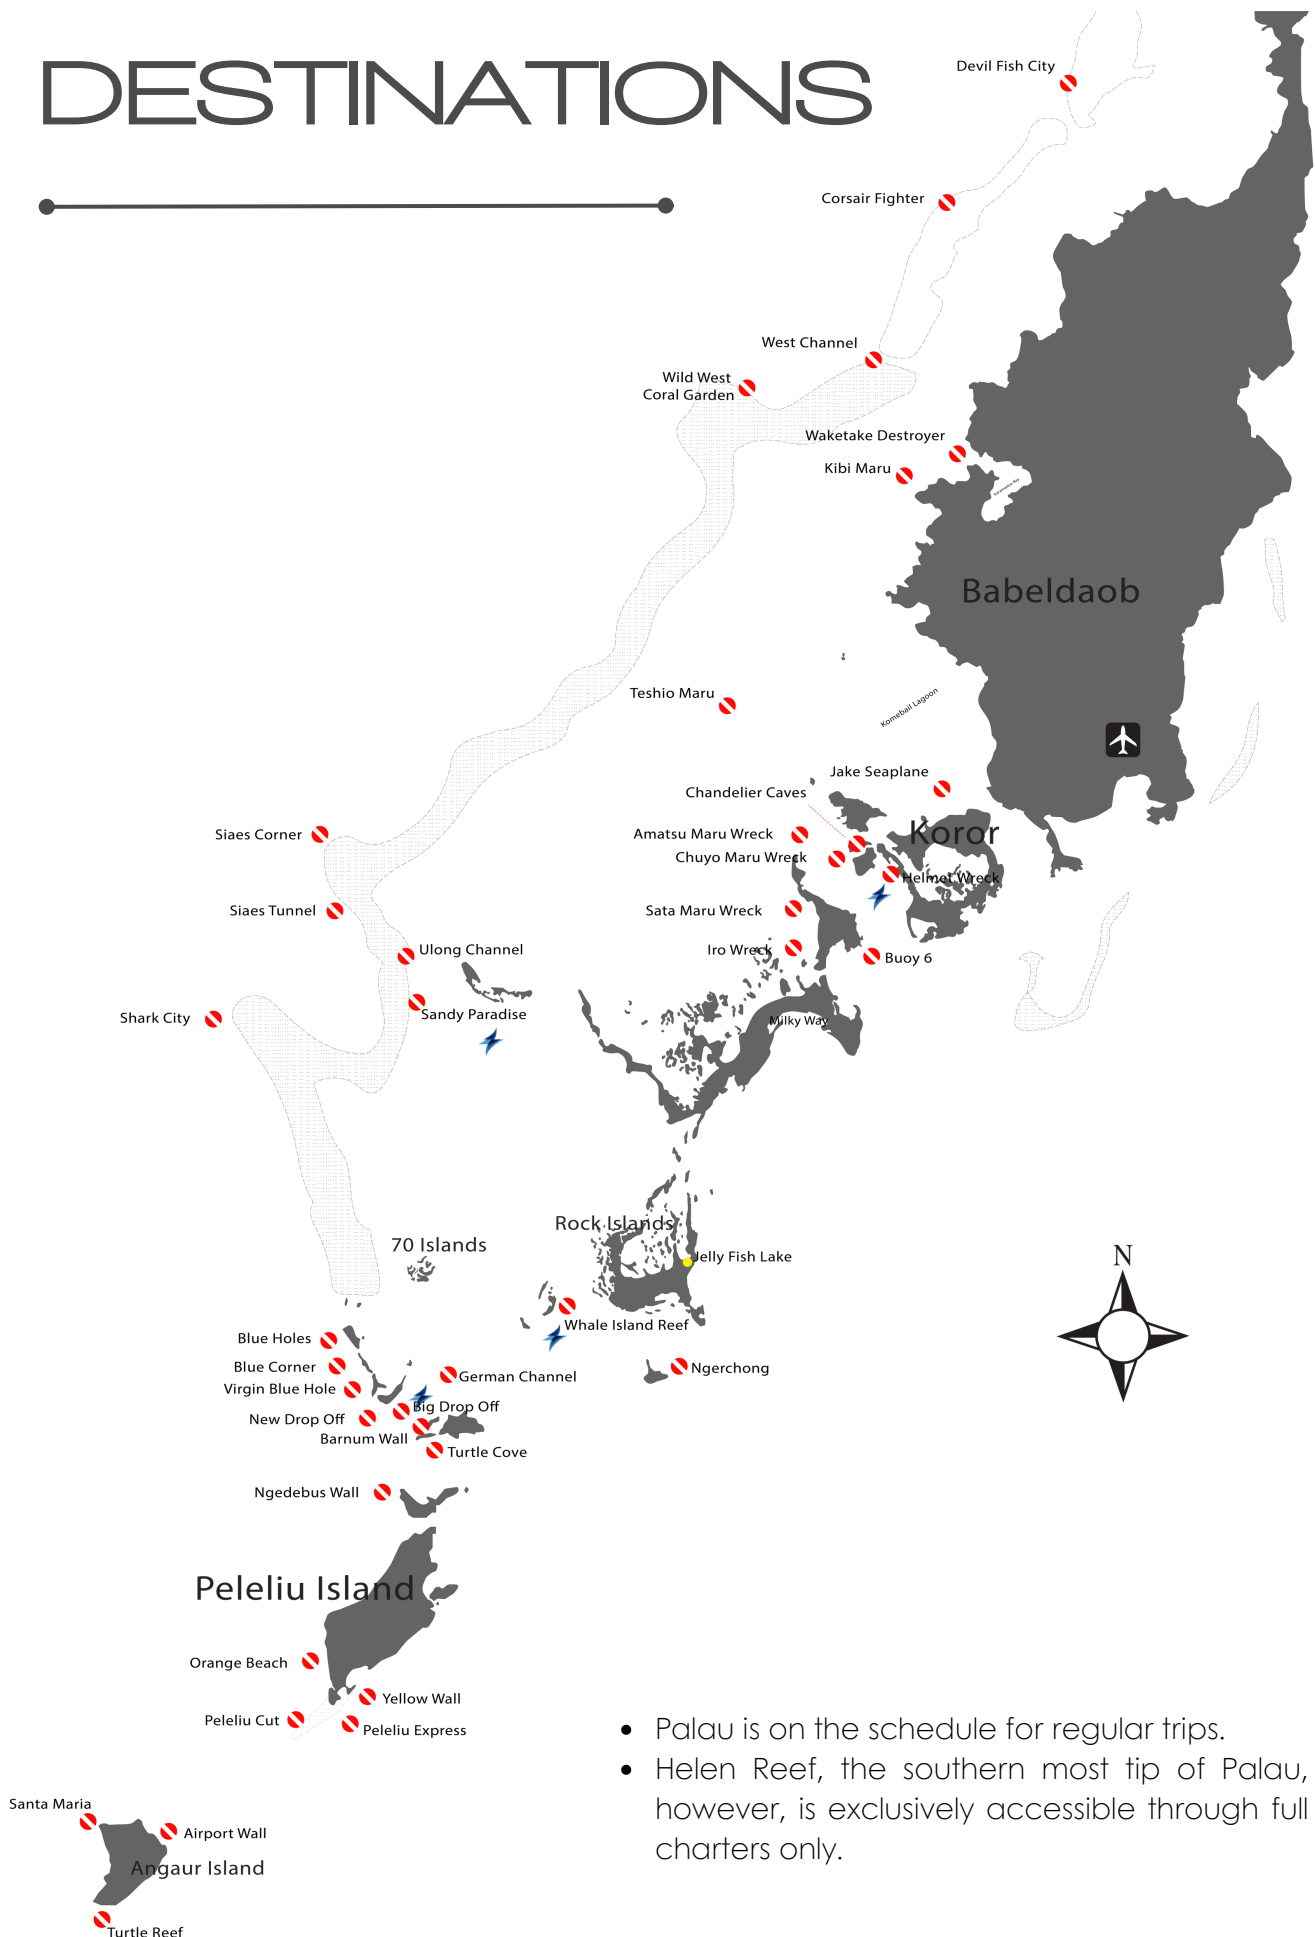 DESTINATIONS
Devil Fish City
Corsair Fighter
West Channel
Wild West
Coral Garden
Waketake Destroyer
Kibi Maru
Babeldaob
Teshio Maru
Komebail Lagoon
Jake Seaplane
Chandelier Caves
Koror
Siaes Corner
Amatsu Maru Wreck
Chuyo Maru Wreck
Helmet Wreck
Siaes Tunnel
Sata Maru Wreck
Ulong Channel
Iro Wreck
Buoy 6
Shark City
Sandy Paradise
Milky Way
Rock Islands
70 Islands
Jelly Fish Lake
N
Whale Island Reef
Blue Holes
Blue Corner
German Channel
Ngerchong
Virgin Blue Hole
Big Drop Off
New Drop Off
Barnum Wall
Turtle Cove
Ngedebus Wall
Peleliu Island
Orange Beach
Yellow Wall
Peleliu Cut
Peleliu Express
• Palau is on the schedule for regular trips.
• Helen Reef, the southern most tip of Palau,
however, is exclusively accessible through full
charters only.
Santa Maria
Airport Wall
Angaur Island
Turtle Reef